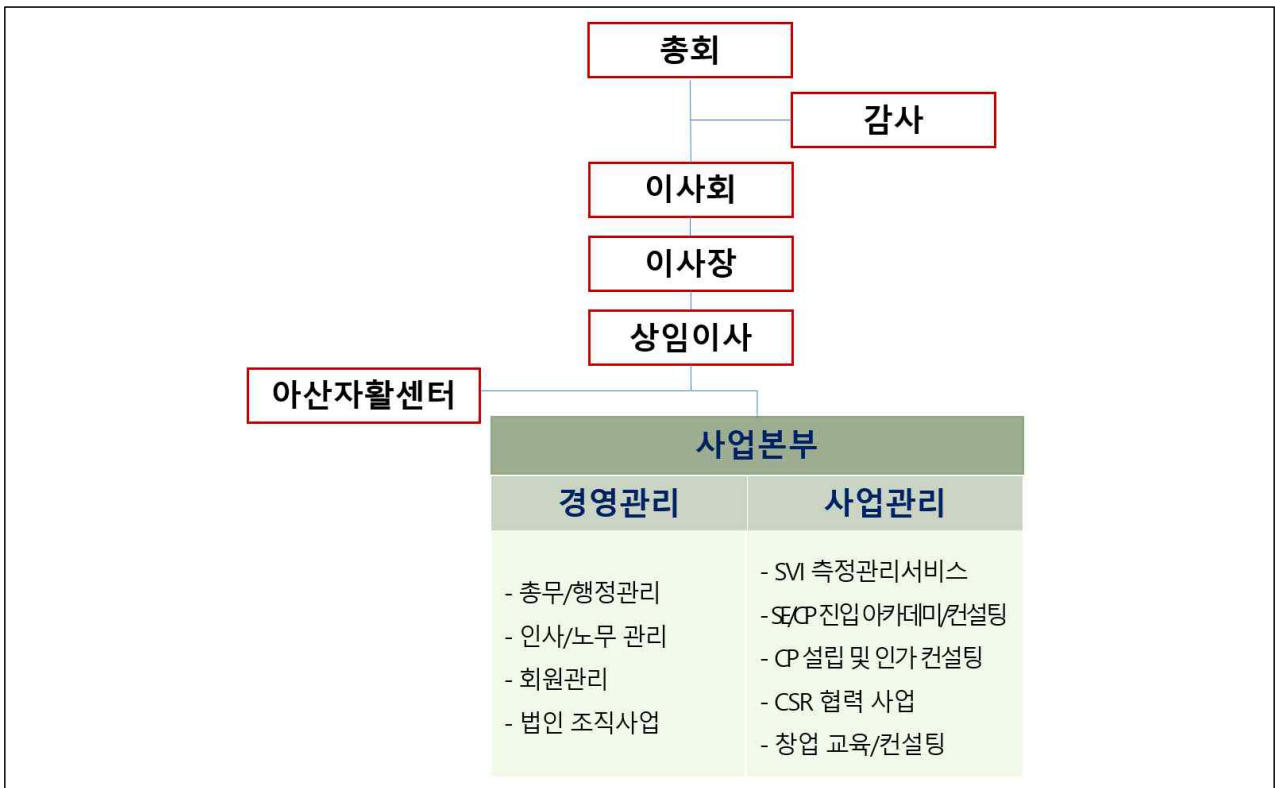 총회
감사
이사회
이사장
상임이사
아산자활센터
사업본부
경영관리
사업관리
- 총무/행정관리
- 인사/노무 관리
- 회원관리
- 법인 조직사업
- SVI 측정관리서비스
- SE/CP 진입 아카데미/컨설팅
- CP 설립 및 인가 컨설팅
- CSR 협력 사업
- 창업 교육/컨설팅